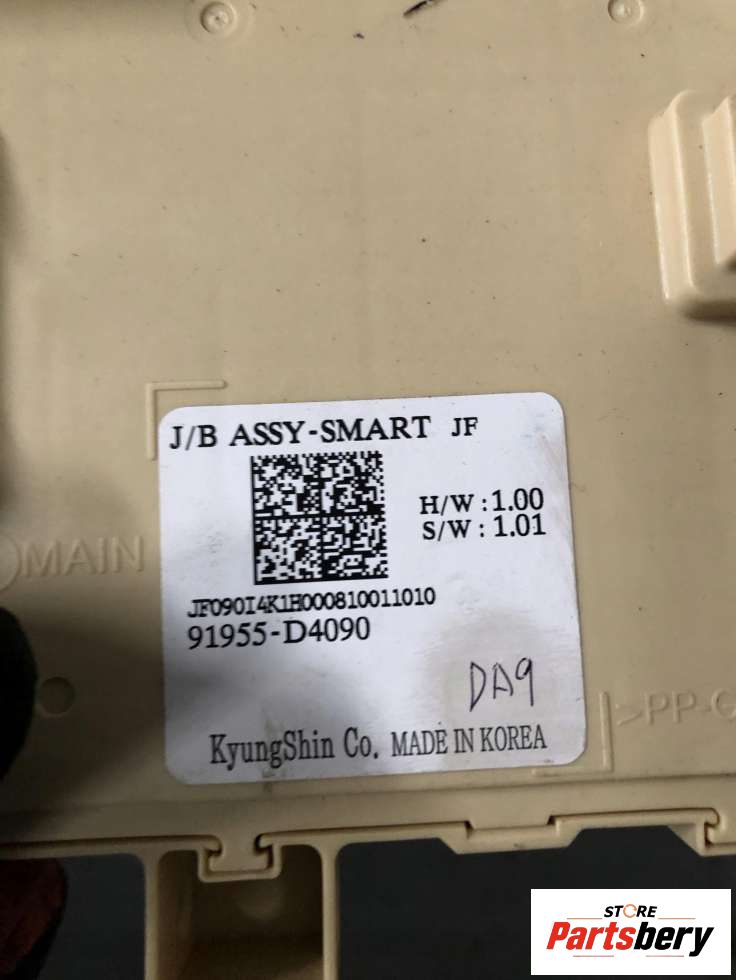 J/B ASSY-SMART JF
H/W : 1.00
S/W : 1.01
JF090I4K1H000810011010
91955-D4090
DA9
KyungShin Co. MADE IN KOREA
MAIN
>PP-
STORE
Partsbery